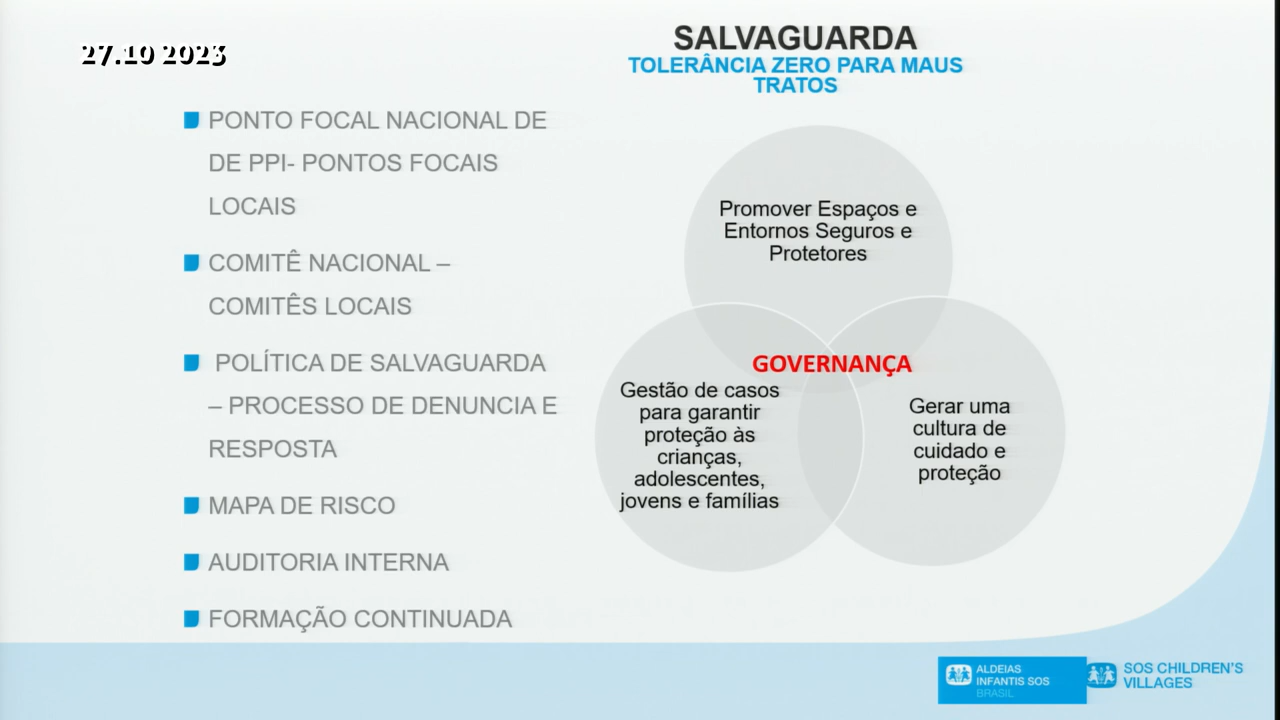 27.10 2023
SALVAGUARDA
TOLERÂNCIA ZERO PARA MAUS
TRATOS
PONTO FOCAL NACIONAL DE
DE PPI- PONTOS FOCAIS
LOCAIS
COMITÊ NACIONAL –
COMITÊS LOCAIS
POLÍTICA DE SALVAGUARDA
– PROCESSO DE DENUNCIA E
RESPOSTA
MAPA DE RISCO
AUDITORIA INTERNA
FORMAÇÃO CONTINUADA
Promover Espaços e
Entornos Seguros e
Protetores
GOVERNANÇA
Gestão de casos
para garantir
proteção às
crianças,
adolescentes,
jovens e famílias
Gerar uma
cultura de
cuidado e
proteção
ALDEIAS
INFANTIS SOS
BRASIL
SOS CHILDREN'S
VILLAGES